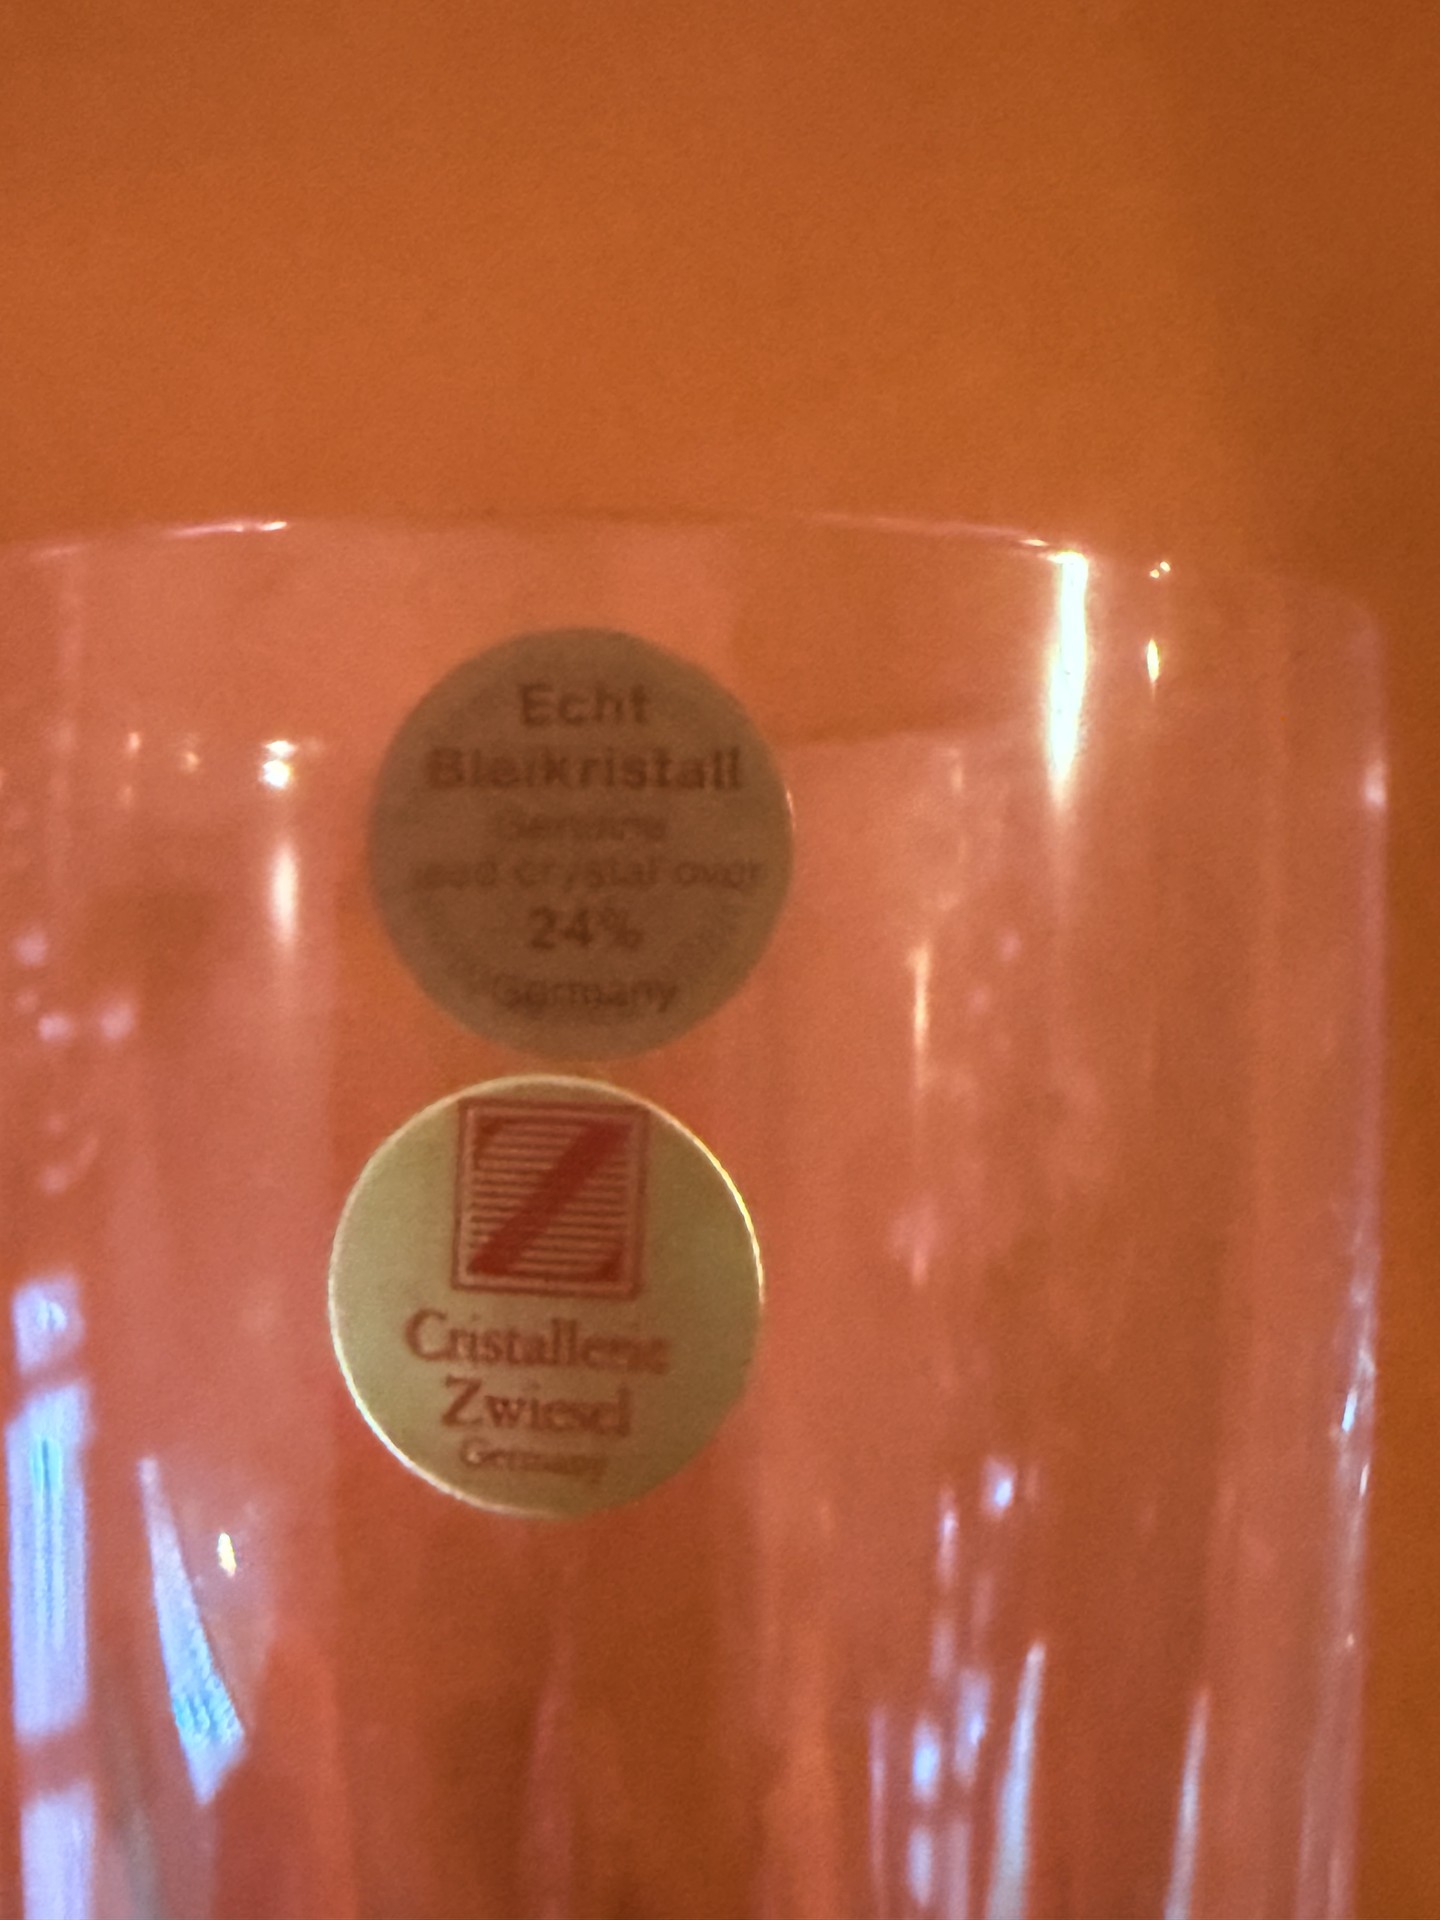 Echt
Bleikristall
Genuine
lead crystal over
24%
Germany
Z
Cristallerie
Zwiesel
Germany